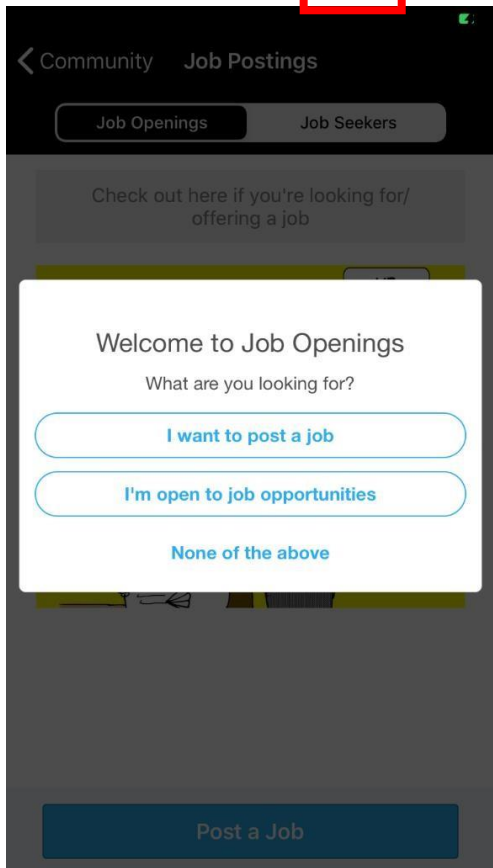 Community
Job Postings
Job Openings
Job Seekers
Check out here if you're looking for/
offering a job
Welcome to Job Openings
What are you looking for?
I want to post a job
I'm open to job opportunities
None of the above
Post a Job